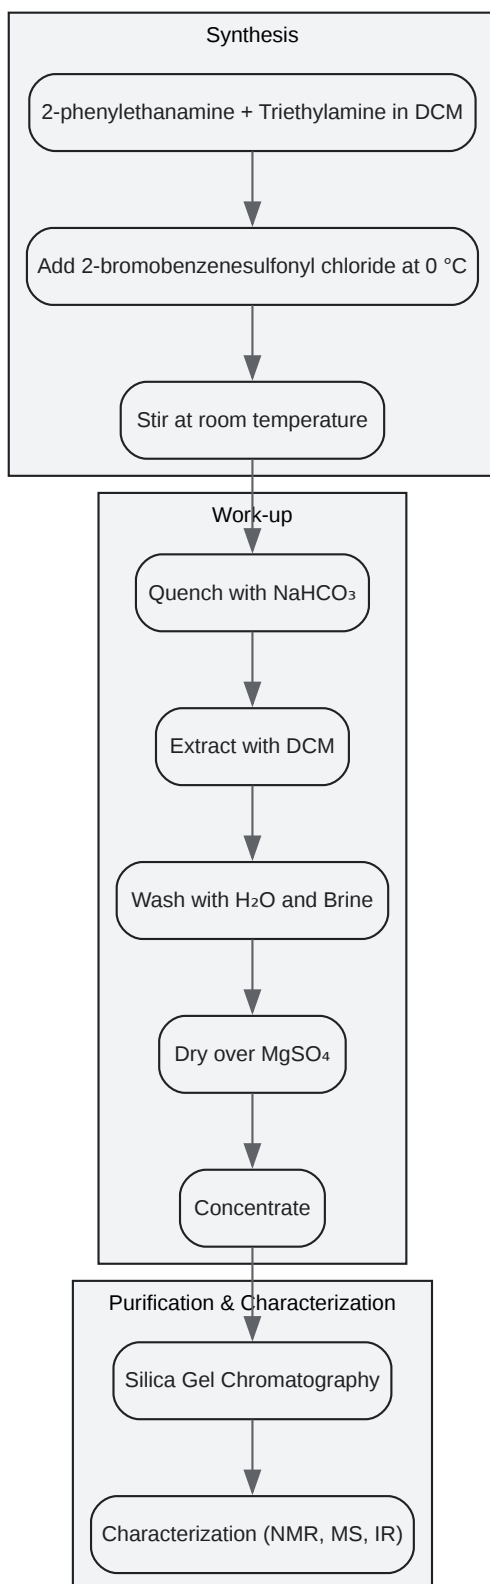 Synthesis
2-phenylethanamine + Triethylamine in DCM
Add 2-bromobenzenesulfonyl chloride at 0 °C
Stir at room temperature
Work-up
Quench with NaHCO₃
Extract with DCM
Wash with H₂O and Brine
Dry over MgSO₄
Concentrate
Purification & Characterization
Silica Gel Chromatography
Characterization (NMR, MS, IR)